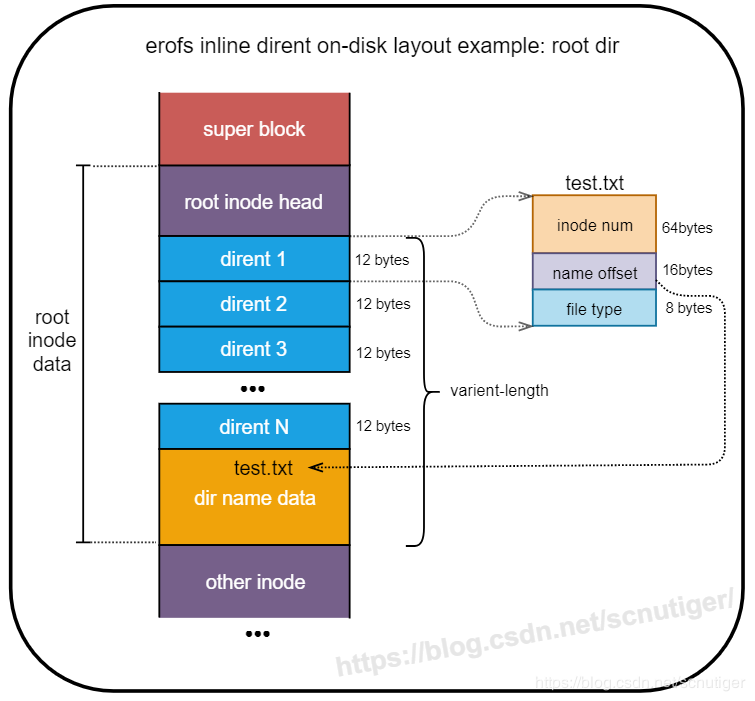 erofs inline dirent on-disk layout example: root dir
super block
root inode head
dirent 1
12 bytes
dirent 2
12 bytes
dirent 3
12 bytes
•••
dirent N
12 bytes
test.txt
dir name data
other inode
•••
root
inode
data
varient-length
test.txt
inode num
64bytes
name offset
16bytes
file type
8 bytes
https://blog.csdn.net/scnutiger/
https://blog.csdn.net/scnutiger